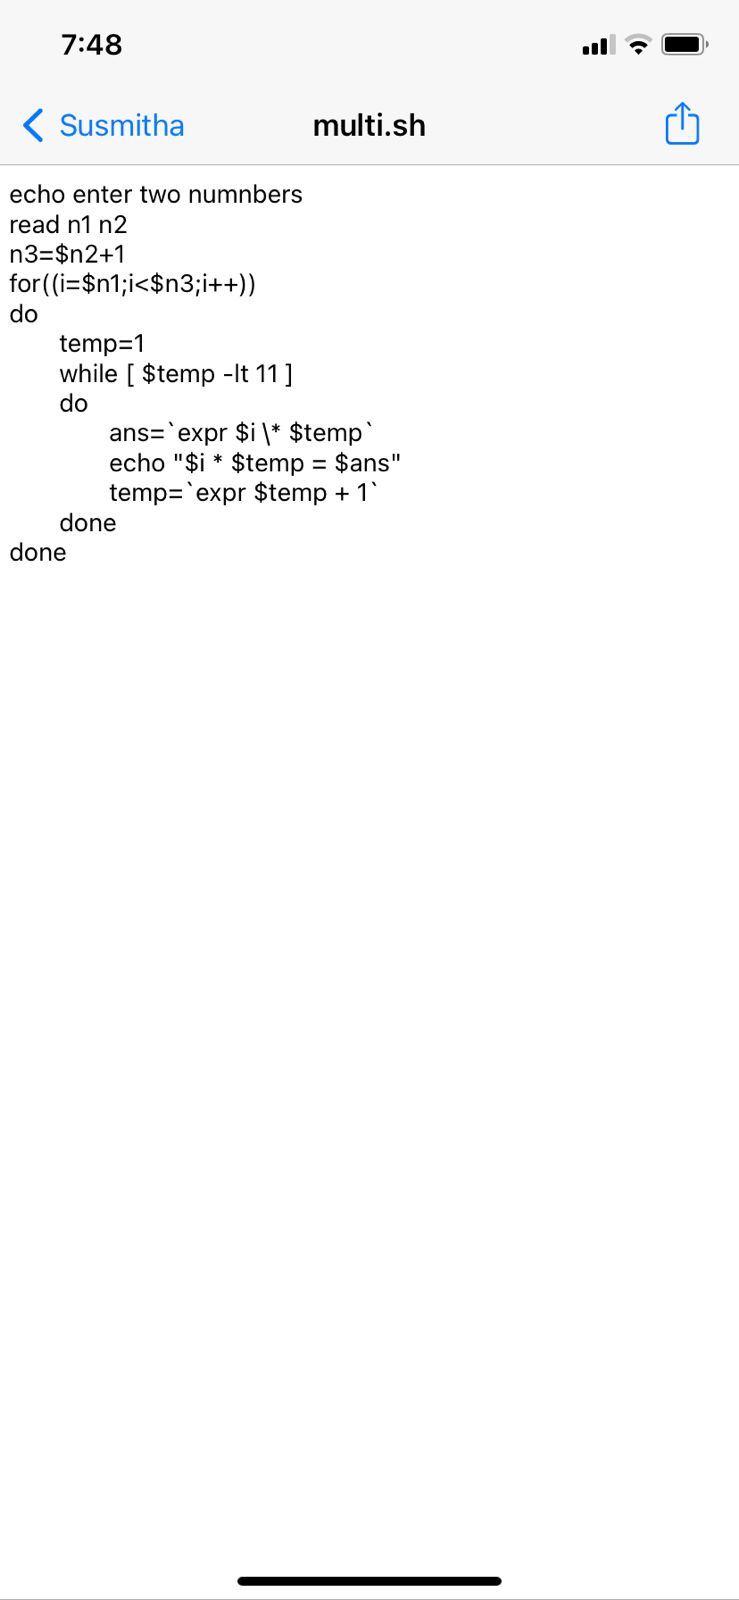 7:48
Susmitha
multi.sh
echo enter two numnbers
read n1 n2
n3=$n2+1
for((i=$n1;i<$n3;i++))
do
temp=1
while [ $temp -lt 11 ]
do
ans=`expr $i \* $temp`
echo "$i * $temp = $ans"
temp=`expr $temp + 1`
done
done